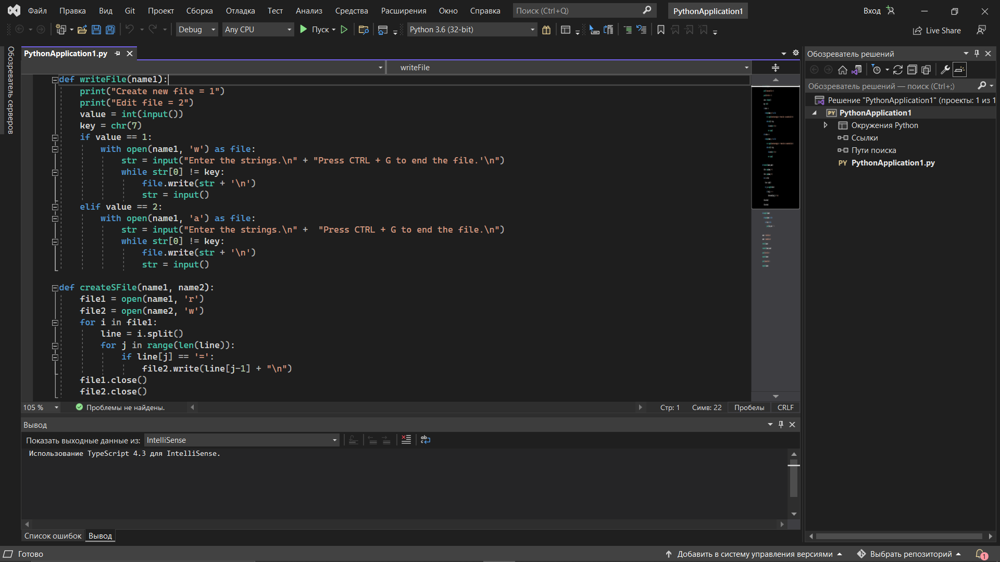 Файл Правка Вид Git Проект Сборка Отладка Тест Анализ Средства Расширения Окно Справка Поиск (Ctrl+Q) PythonApplication1 Вход
Debug Any CPU Пуск Python 3.6 (32-bit) Live Share
Обозреватель серверов
PythonApplication1.py
writeFile
def writeFile(name1):
print("Create new file = 1")
print("Edit file = 2")
value = int(input())
key = chr(7)
if value == 1:
with open(name1, 'w') as file:
str = input("Enter the strings.\n" + "Press CTRL + G to end the file.'\n")
while str[0] != key:
file.write(str + '\n')
str = input()
elif value == 2:
with open(name1, 'a') as file:
str = input("Enter the strings.\n" +  "Press CTRL + G to end the file.\n")
while str[0] != key:
file.write(str + '\n')
str = input()
def createSFile(name1, name2):
file1 = open(name1, 'r')
file2 = open(name2, 'w')
for i in file1:
line = i.split()
for j in range(len(line)):
if line[j] == '=':
file2.write(line[j-1] + "\n")
file1.close()
file2.close()
105 % Проблемы не найдены. Стр: 1 Симв: 22 Пробелы CRLF
Вывод
Показать выходные данные из: IntelliSense
Использование TypeScript 4.3 для IntelliSense.
Список ошибок Вывод
Обозреватель решений
Обозреватель решений — поиск (Ctrl+;)
Решение "PythonApplication1" (проекты: 1 из 1
PY PythonApplication1
Окружения Python
Ссылки
Пути поиска
PY PythonApplication1.py
Готово Добавить в систему управления версиями Выбрать репозиторий 1